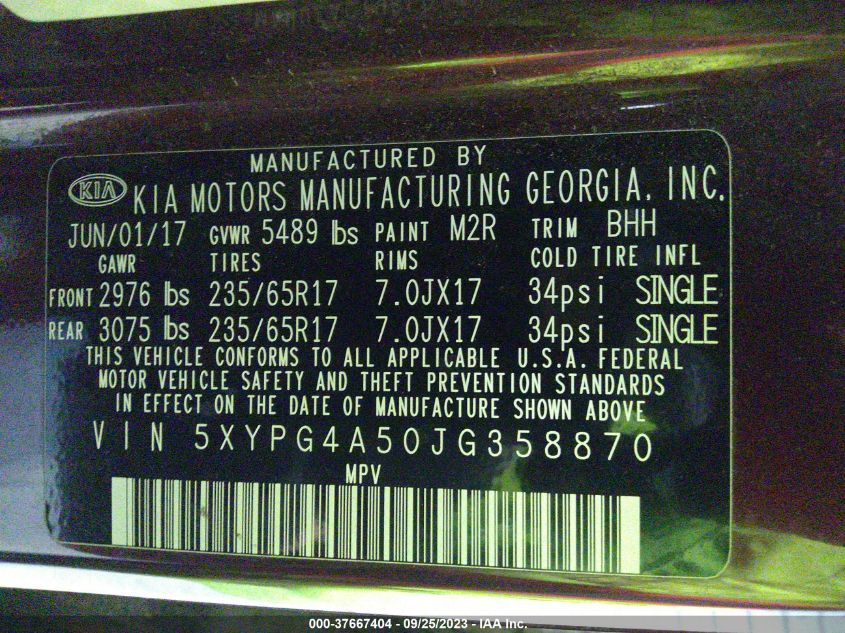 MANUFACTURED BY
KIA KIA MOTORS MANUFACTURING GEORGIA, INC.
JUN/01/17 GVWR 5489 lbs PAINT M2R TRIM BHH
GAWR TIRES RIMS COLD TIRE INFL
FRONT 2976 lbs 235/65R17 7.0JX17 34psi SINGLE
REAR 3075 lbs 235/65R17 7.0JX17 34psi SINGLE
THIS VEHICLE CONFORMS TO ALL APPLICABLE U.S.A. FEDERAL
MOTOR VEHICLE SAFETY AND THEFT PREVENTION STANDARDS
IN EFFECT ON THE DATE OF MANUFACTURE SHOWN ABOVE
VIN 5XYPG4A50JG358870
MPV
000-37667404 - 09/25/2023 - IAA Inc.